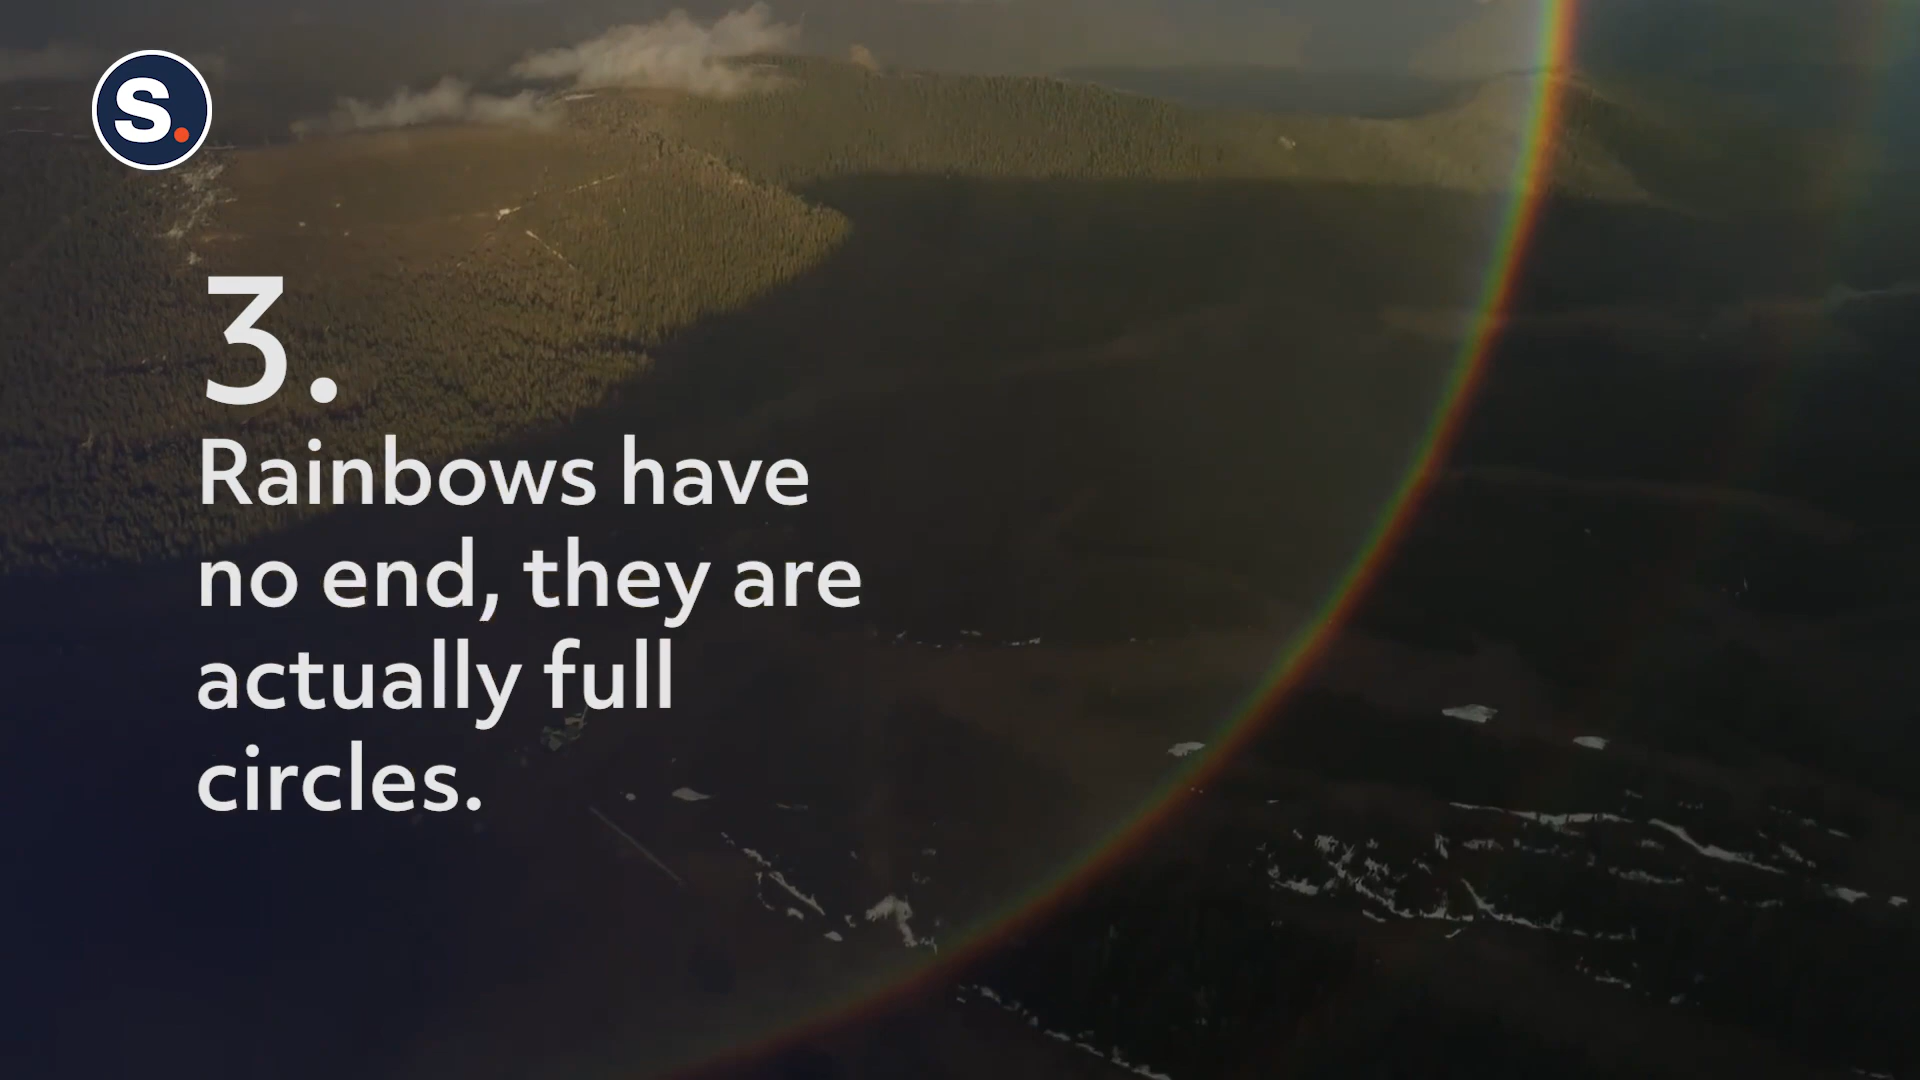 S.
3.
Rainbows have
no end, they are
actually full
circles.